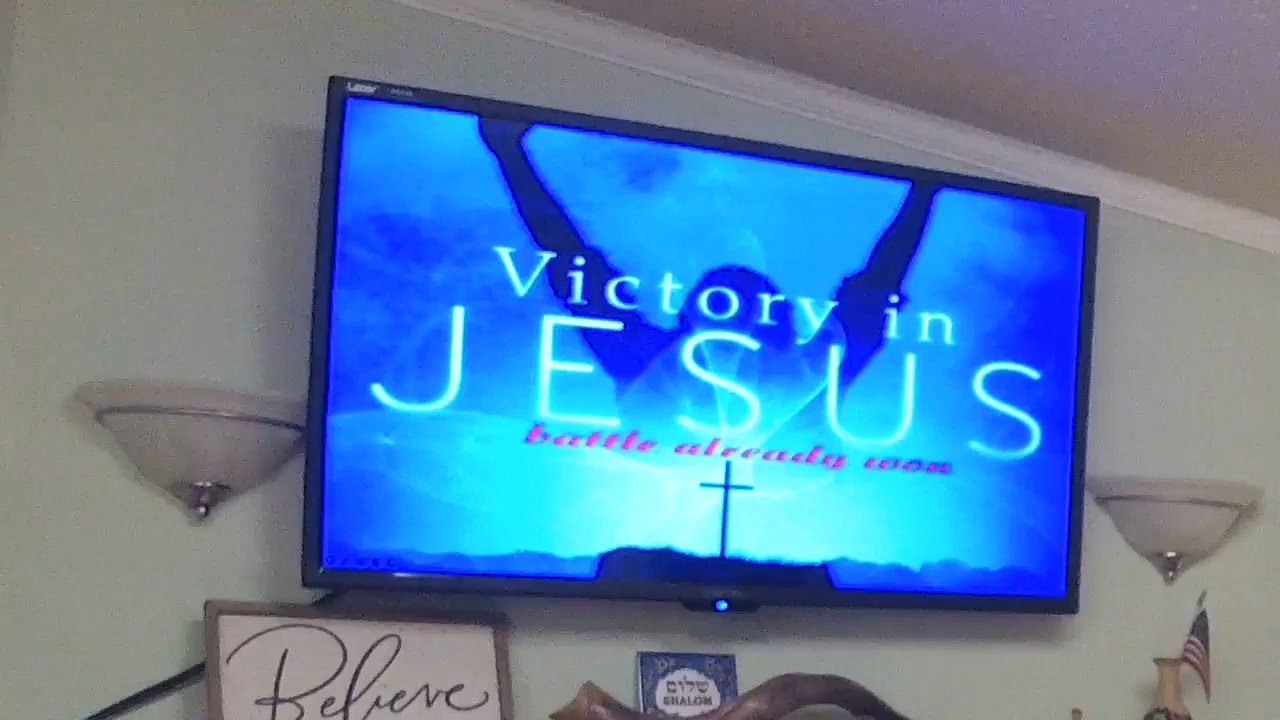 Victory in
JESUS
battle already won
Believe
שלום
SHALOM